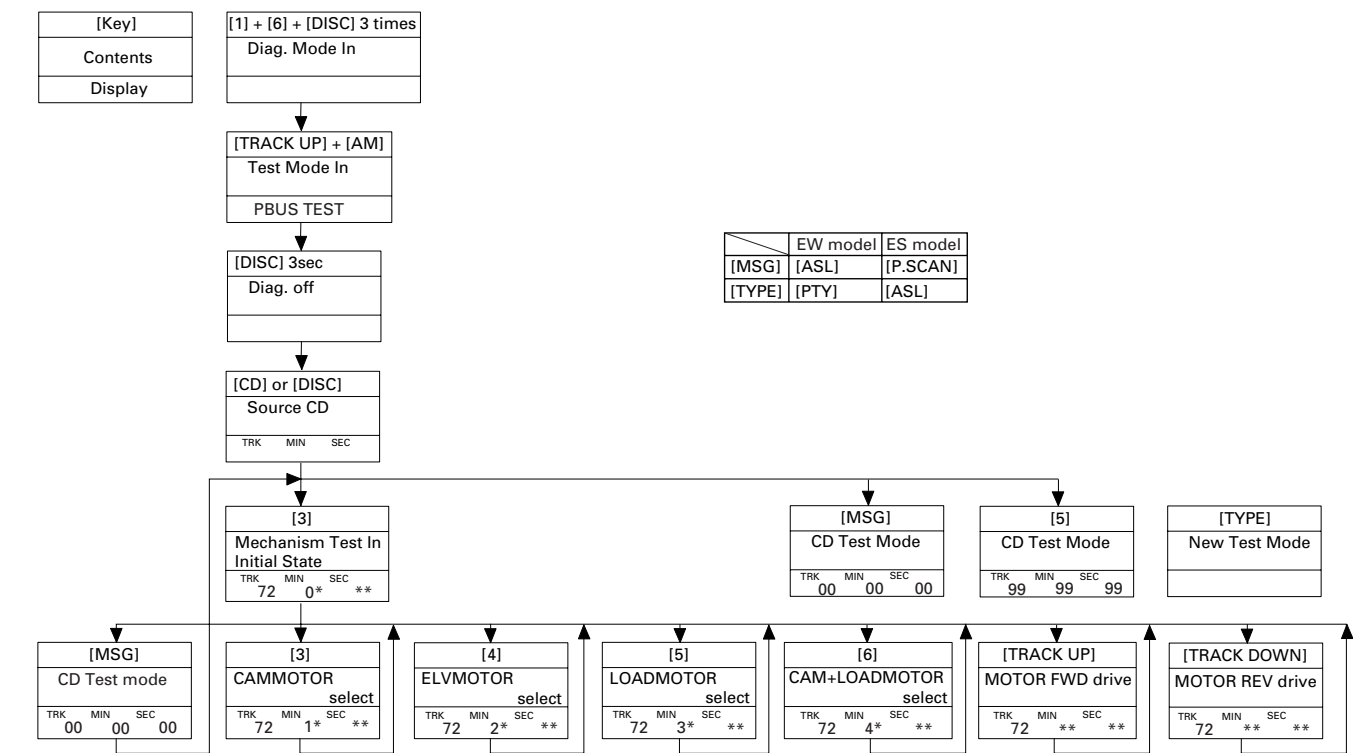 [Key]
Contents
Display
[1] + [6] + [DISC] 3 times
Diag. Mode In
[TRACK UP] + [AM]
Test Mode In
PBUS TEST
[DISC] 3sec
Diag. off
EW model ES model
[MSG] [ASL] [P.SCAN]
[TYPE] [PTY] [ASL]
[CD] or [DISC]
Source CD
TRK MIN SEC
[3]
Mechanism Test In
Initial State
TRK MIN SEC
72 0* **
[MSG]
CD Test Mode
TRK MIN SEC
00 00 00
[5]
CD Test Mode
TRK MIN SEC
99 99 99
[TYPE]
New Test Mode
[MSG]
CD Test mode
TRK MIN SEC
00 00 00
[3]
CAMMOTOR
select
TRK MIN SEC
72 1* **
[4]
ELVMOTOR
select
TRK MIN SEC
72 2* **
[5]
LOADMOTOR
select
TRK MIN SEC
72 3* **
[6]
CAM+LOADMOTOR
select
TRK MIN SEC
72 4* **
[TRACK UP]
MOTOR FWD drive
TRK MIN SEC
72 ** **
[TRACK DOWN]
MOTOR REV drive
TRK MIN SEC
72 ** **